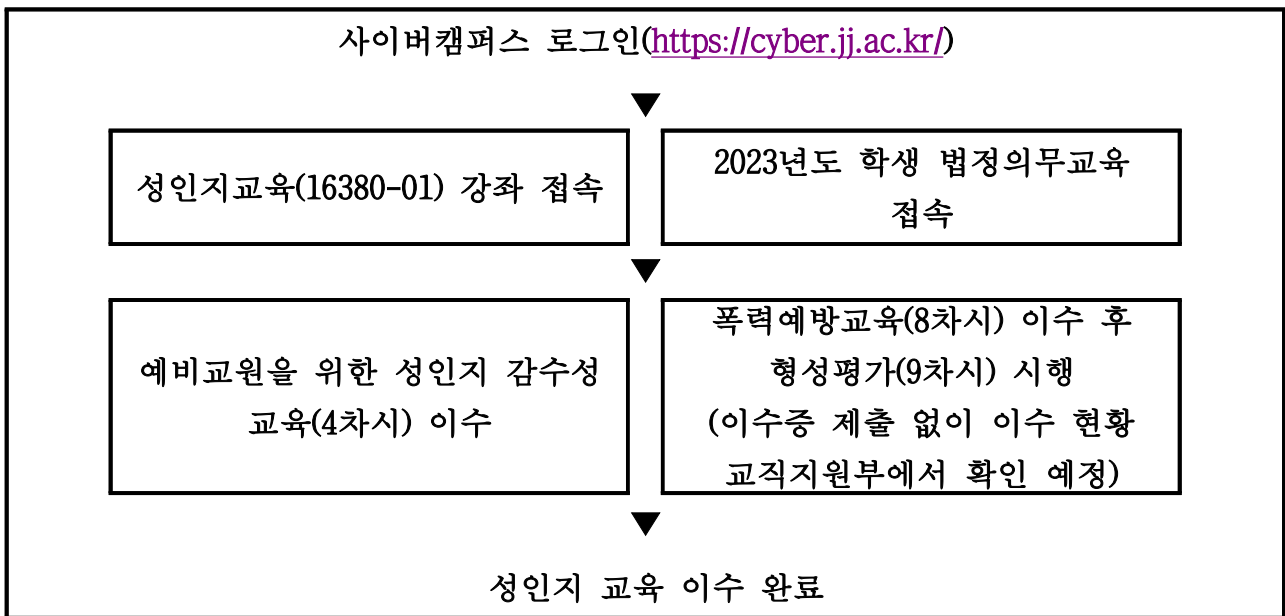 사이버캠퍼스 로그인(https://cyber.jj.ac.kr/)
▼
성인지교육(16380-01) 강좌 접속
2023년도 학생 법정의무교육
접속
▼
예비교원을 위한 성인지 감수성
교육(4차시) 이수
폭력예방교육(8차시) 이수 후
형성평가(9차시) 시행
(이수증 제출 없이 이수 현황
교직지원부에서 확인 예정)
▼
성인지 교육 이수 완료